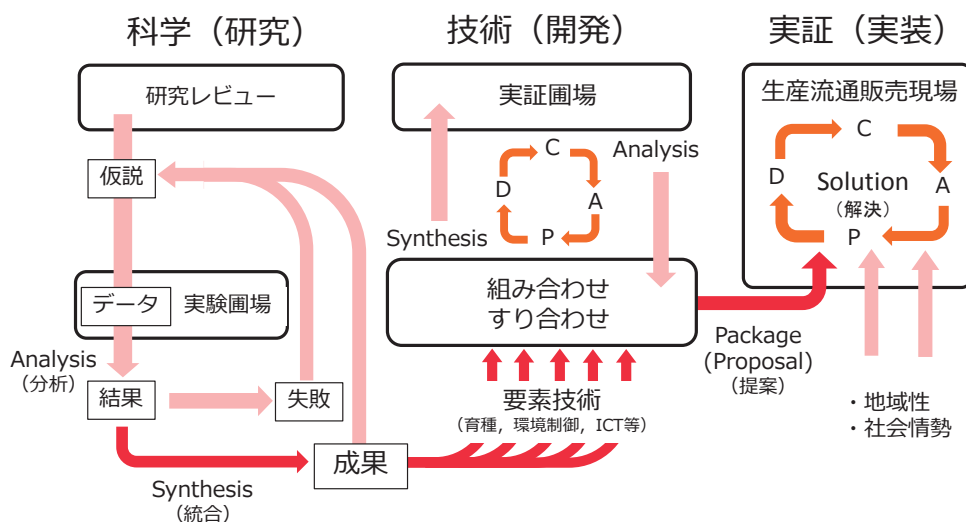 科学（研究）
研究レビュー
仮説
データ
実験圃場
Analysis
（分析）
結果
失敗
成果
Synthesis
（統合）
技術（開発）
実証圃場
C
D
A
P
Analysis
Synthesis
組み合わせ
すり合わせ
要素技術
（育種，環境制御，ICT等）
Package
(Proposal)
（提案）
実証（実装）
生産流通販売現場
C
D
A
Solution
（解決）
P
・地域性
・社会情勢